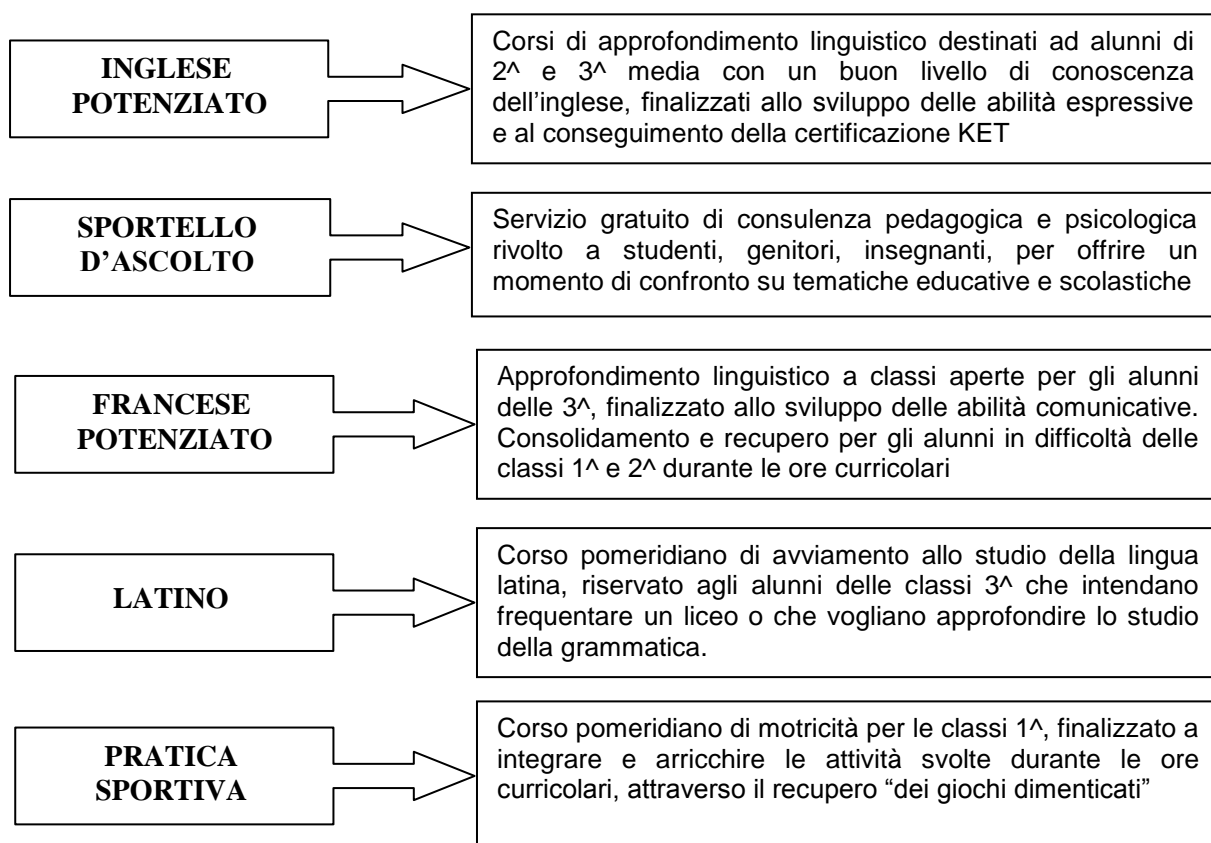 INGLESE
POTENZIATO
Corsi di approfondimento linguistico destinati ad alunni di
2^ e 3^ media con un buon livello di conoscenza
dell’inglese, finalizzati allo sviluppo delle abilità espressive
e al conseguimento della certificazione KET
SPORTELLO
D’ASCOLTO
Servizio gratuito di consulenza pedagogica e psicologica
rivolto a studenti, genitori, insegnanti, per offrire un
momento di confronto su tematiche educative e scolastiche
FRANCESE
POTENZIATO
Approfondimento linguistico a classi aperte per gli alunni
delle 3^, finalizzato allo sviluppo delle abilità comunicative.
Consolidamento e recupero per gli alunni in difficoltà delle
classi 1^ e 2^ durante le ore curricolari
LATINO
Corso pomeridiano di avviamento allo studio della lingua
latina, riservato agli alunni delle classi 3^ che intendano
frequentare un liceo o che vogliano approfondire lo studio
della grammatica.
PRATICA
SPORTIVA
Corso pomeridiano di motricità per le classi 1^, finalizzato a
integrare e arricchire le attività svolte durante le ore
curricolari, attraverso il recupero “dei giochi dimenticati”